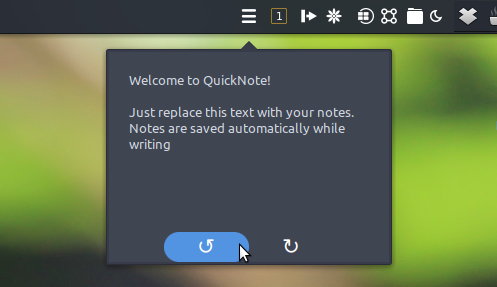 1
Welcome to QuickNote!
Just replace this text with your notes.
Notes are saved automatically while
writing